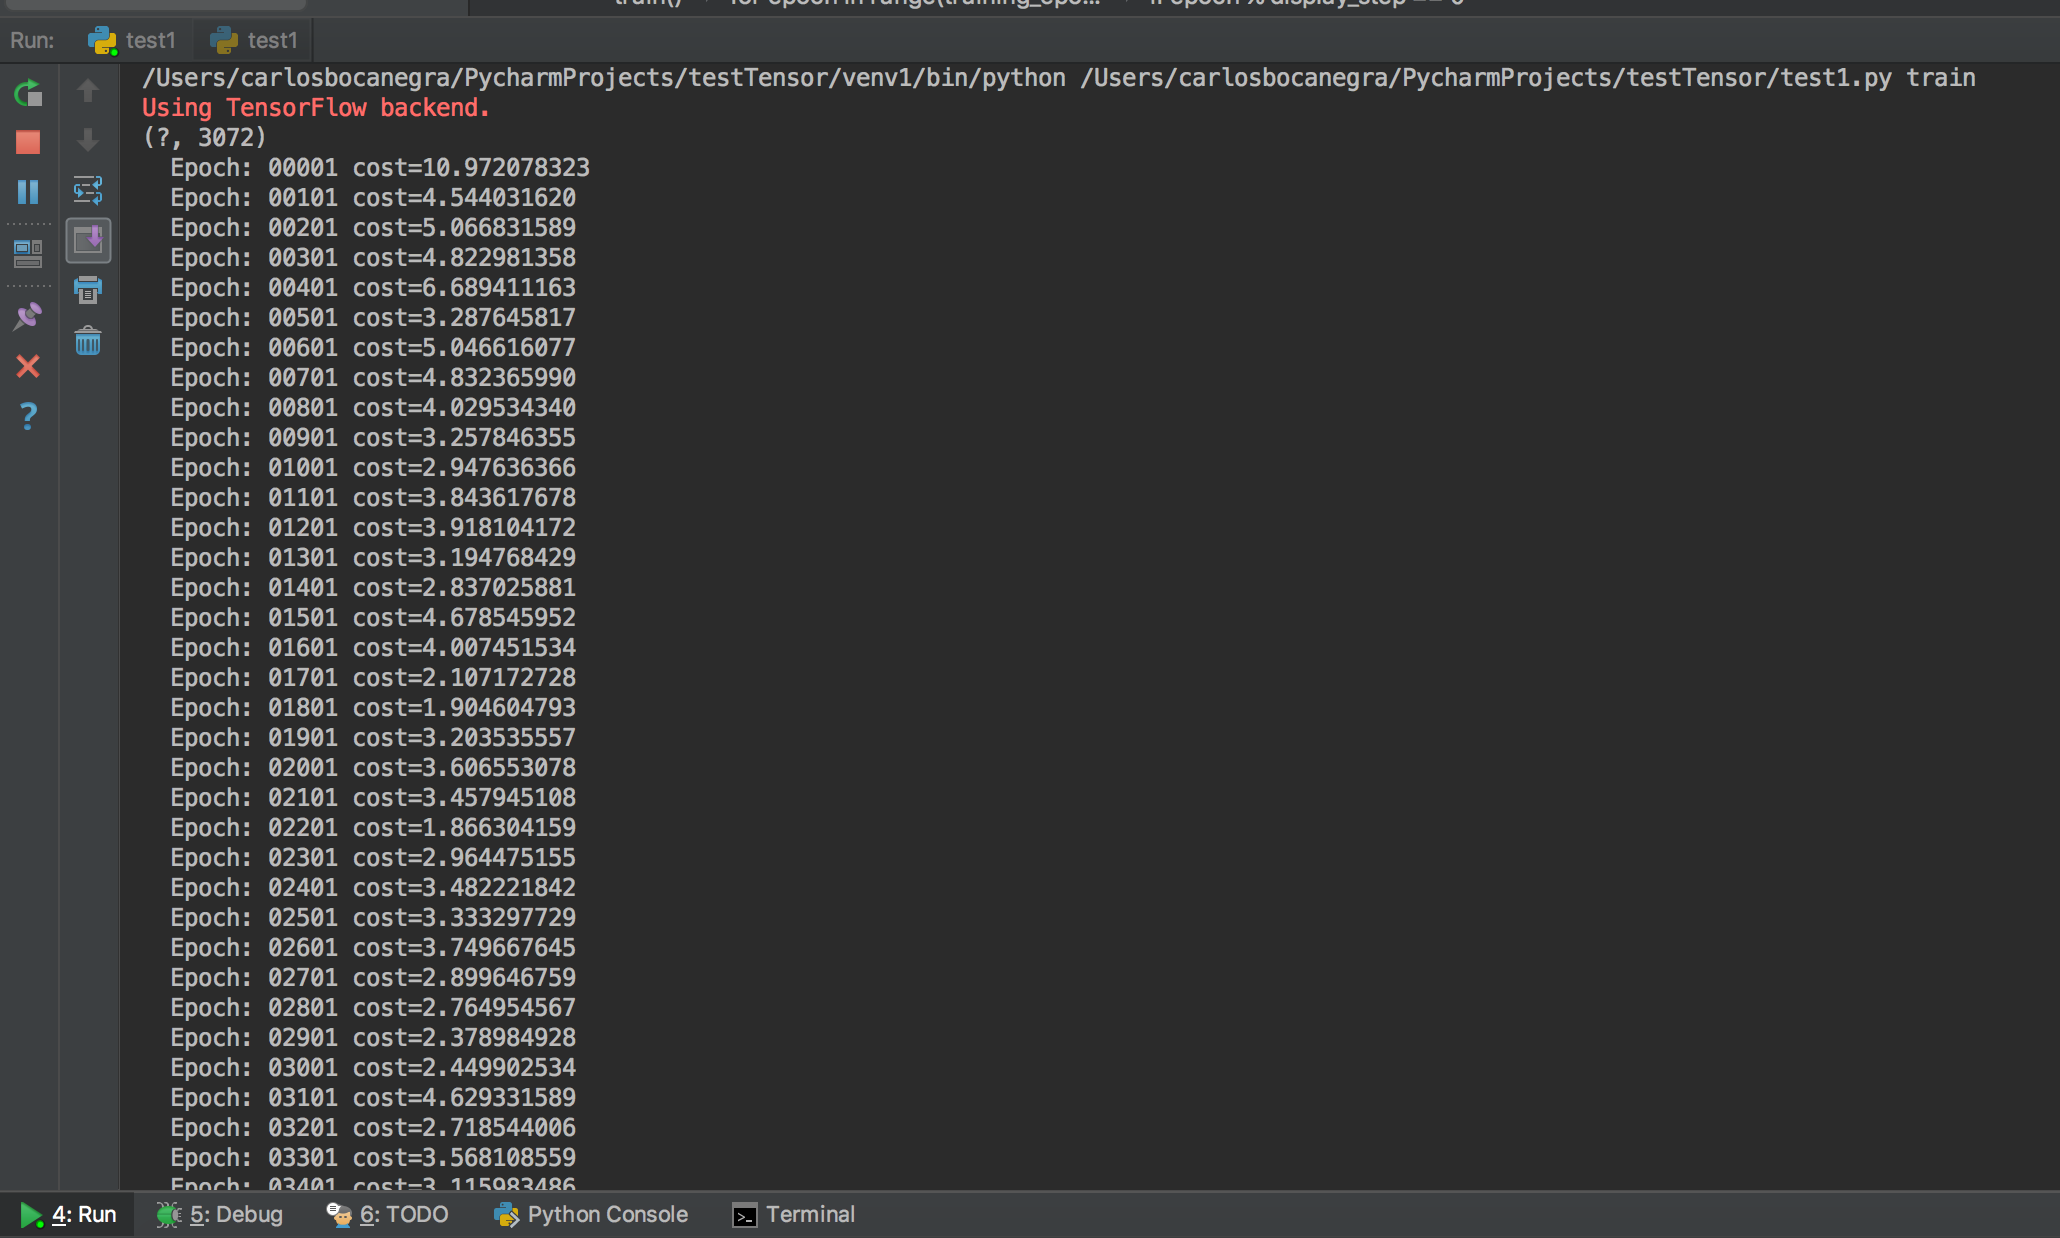 Run: test1 test1
/Users/carlosbocanegra/PycharmProjects/testTensor/venv1/bin/python /Users/carlosbocanegra/PycharmProjects/testTensor/test1.py train
Using TensorFlow backend.
(?, 3072)
Epoch: 00001 cost=10.972078323
Epoch: 00101 cost=4.544031620
Epoch: 00201 cost=5.066831589
Epoch: 00301 cost=4.822981358
Epoch: 00401 cost=6.689411163
Epoch: 00501 cost=3.287645817
Epoch: 00601 cost=5.046616077
Epoch: 00701 cost=4.832365990
Epoch: 00801 cost=4.029534340
Epoch: 00901 cost=3.257846355
Epoch: 01001 cost=2.947636366
Epoch: 01101 cost=3.843617678
Epoch: 01201 cost=3.918104172
Epoch: 01301 cost=3.194768429
Epoch: 01401 cost=2.837025881
Epoch: 01501 cost=4.678545952
Epoch: 01601 cost=4.007451534
Epoch: 01701 cost=2.107172728
Epoch: 01801 cost=1.904604793
Epoch: 01901 cost=3.203535557
Epoch: 02001 cost=3.606553078
Epoch: 02101 cost=3.457945108
Epoch: 02201 cost=1.866304159
Epoch: 02301 cost=2.964475155
Epoch: 02401 cost=3.482221842
Epoch: 02501 cost=3.333297729
Epoch: 02601 cost=3.749667645
Epoch: 02701 cost=2.899646759
Epoch: 02801 cost=2.764954567
Epoch: 02901 cost=2.378984928
Epoch: 03001 cost=2.449902534
Epoch: 03101 cost=4.629331589
Epoch: 03201 cost=2.718544006
Epoch: 03301 cost=3.568108559
Epoch: 03401 cost=3.115983486
4: Run 5: Debug 6: TODO Python Console Terminal